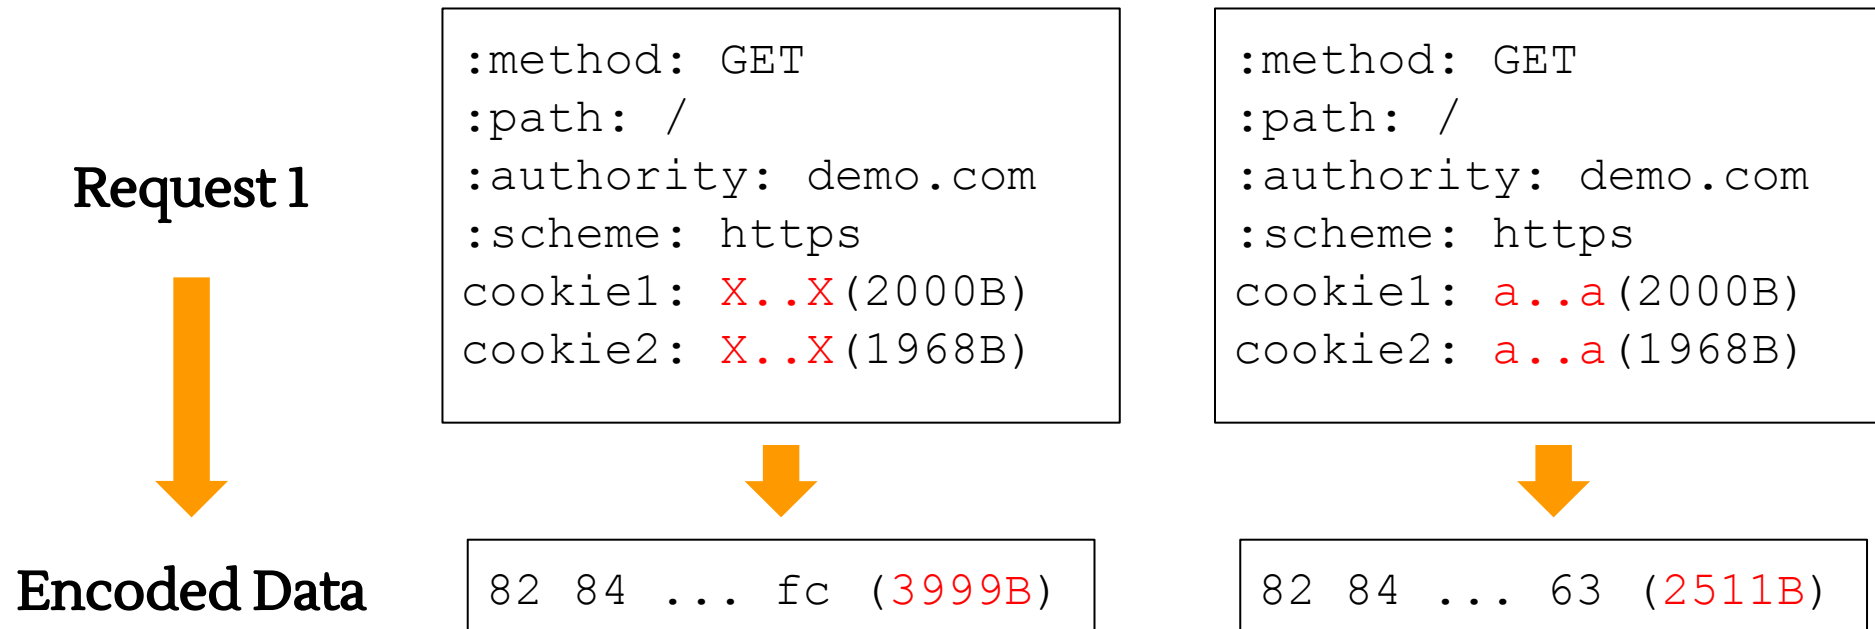 Request 1
:method: GET
:path: /
:authority: demo.com
:scheme: https
cookie1: X..X(2000B)
cookie2: X..X(1968B)
:method: GET
:path: /
:authority: demo.com
:scheme: https
cookie1: a..a(2000B)
cookie2: a..a(1968B)
Encoded Data
82 84 ... fc (3999B)
82 84 ... 63 (2511B)